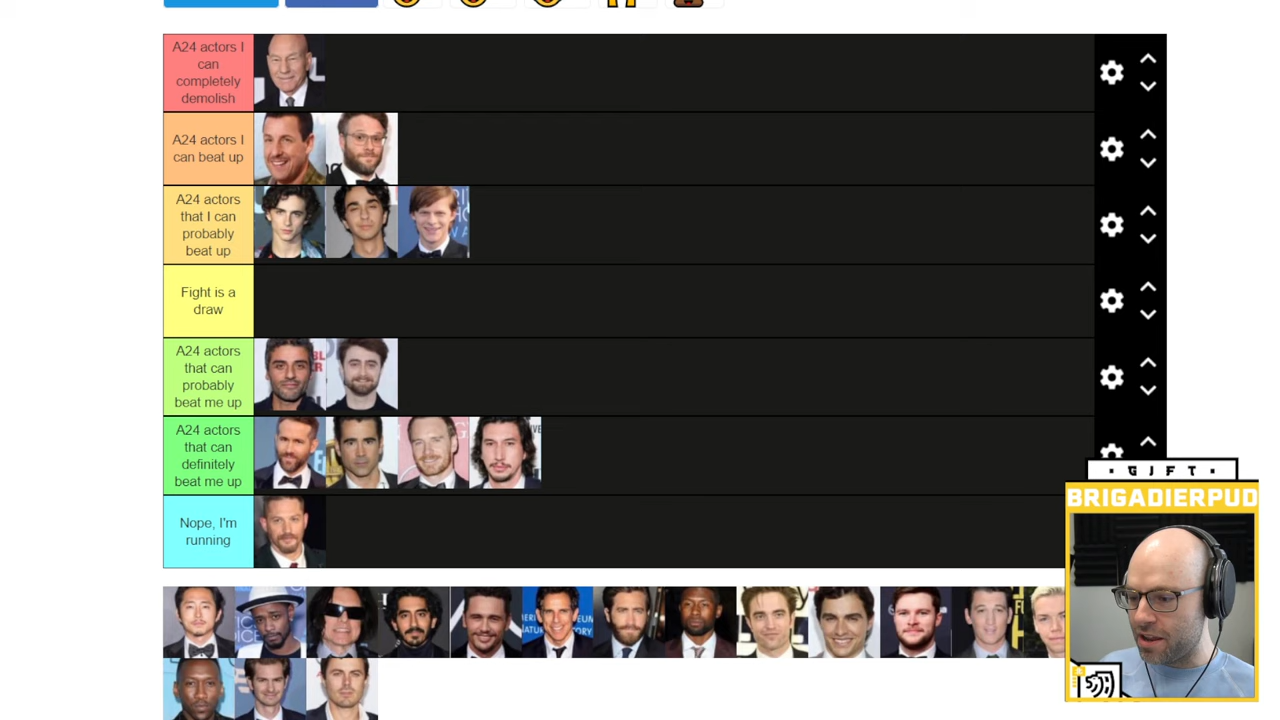 A24 actors I
can
completely
demolish
A24 actors I
can beat up
A24 actors
that I can
probably
beat up
Fight is a
draw
A24 actors
that can
probably
beat me up
A24 actors
that can
definitely
beat me up
Nope, I'm
running
GJFT
BRIGADIERPUD